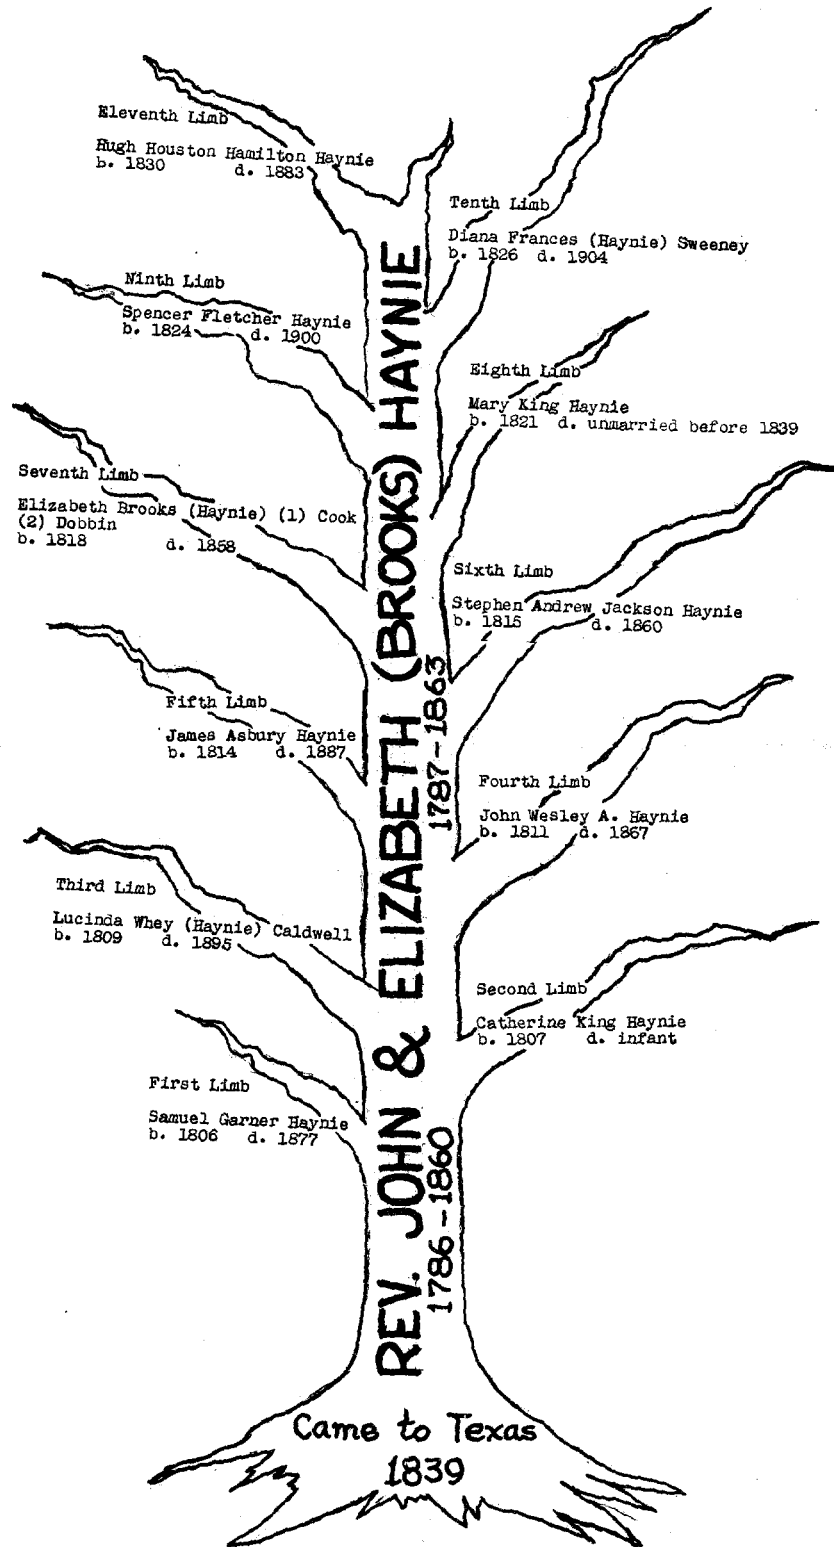 Eleventh Limb
Hugh Houston Hamilton Haynie
b. 1830 d. 1883
Tenth Limb
Diana Frances (Haynie) Sweeney
b. 1826 d. 1904
Ninth Limb
Spencer Fletcher Haynie
b. 1824 d. 1900
Eighth Limb
Mary King Haynie
b. 1821 d. unmarried before 1839
Seventh Limb
Elizabeth Brooks (Haynie) (1) Cook
(2) Dobbin
b. 1818 d. 1858
Sixth Limb
Stephen Andrew Jackson Haynie
b. 1815 d. 1860
Fifth Limb
James Asbury Haynie
b. 1814 d. 1887
Fourth Limb
John Wesley A. Haynie
b. 1811 d. 1867
Third Limb
Lucinda Whey (Haynie) Caldwell
b. 1809 d. 1895
Second Limb
Catherine King Haynie
b. 1807 d. infant
First Limb
Samuel Garner Haynie
b. 1806 d. 1877
REV. JOHN & ELIZABETH (BROOKS) HAYNIE
1786-1860 1787-1863
Came to Texas
1839